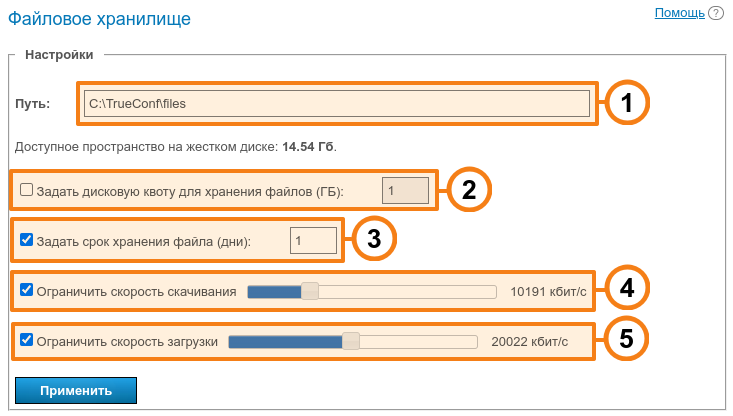 Файловое хранилище
Помощь ?
Настройки
Путь: C:\TrueConf\files 1
Доступное пространство на жестком диске: 14.54 Гб.
Задать дисковую квоту для хранения файлов (ГБ): 1 2
Задать срок хранения файла (дни): 1 3
Ограничить скорость скачивания 10191 кбит/с 4
Ограничить скорость загрузки 20022 кбит/с 5
Применить